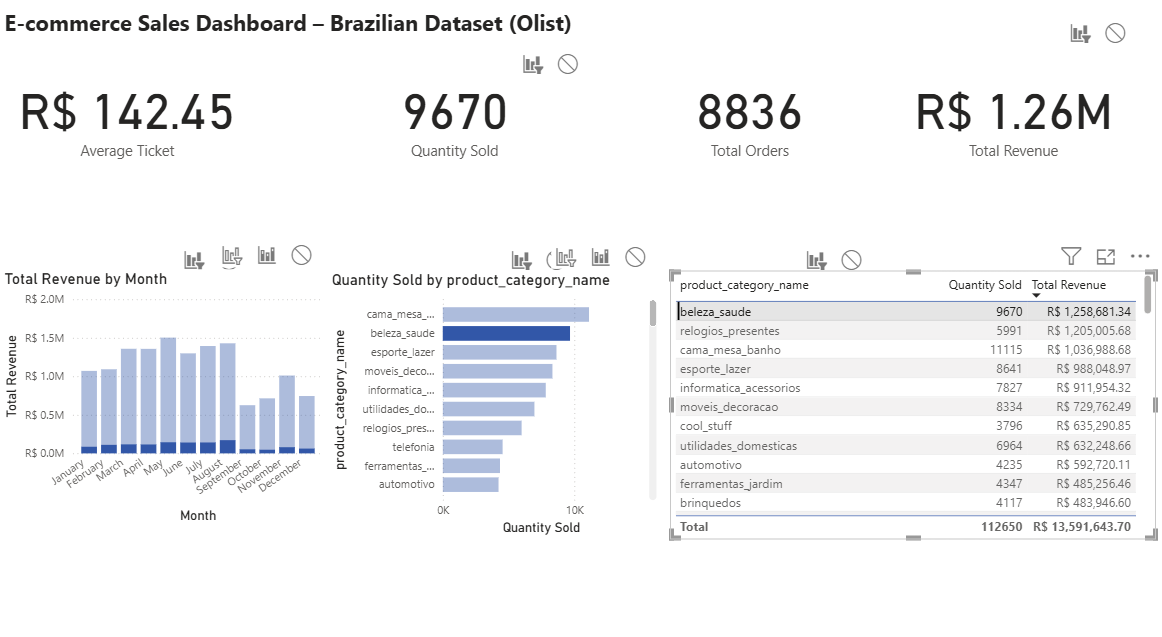 E-commerce Sales Dashboard – Brazilian Dataset (Olist)
R$ 142.45
Average Ticket
9670
Quantity Sold
8836
Total Orders
R$ 1.26M
Total Revenue
Total Revenue by Month
R$ 2.0M
R$ 1.5M
R$ 1.0M
R$ 0.5M
R$ 0.0M
Total Revenue
January
February
March
April
May
June
July
August
September
October
November
December
Month
Quantity Sold by product_category_name
product_category_name
cama_mesa_...
beleza_saude
esporte_lazer
moveis_deco...
informatica_...
utilidades_do...
relogios_pres...
telefonia
ferramentas_...
automotivo
0K 10K
Quantity Sold
product_category_name Quantity Sold Total Revenue
beleza_saude 9670 R$ 1,258,681.34
relogios_presentes 5991 R$ 1,205,005.68
cama_mesa_banho 11115 R$ 1,036,988.68
esporte_lazer 8641 R$ 988,048.97
informatica_acessorios 7827 R$ 911,954.32
moveis_decoracao 8334 R$ 729,762.49
cool_stuff 3796 R$ 635,290.85
utilidades_domesticas 6964 R$ 632,248.66
automotivo 4235 R$ 592,720.11
ferramentas_jardim 4347 R$ 485,256.46
brinquedos 4117 R$ 483,946.60
Total 112650 R$ 13,591,643.70